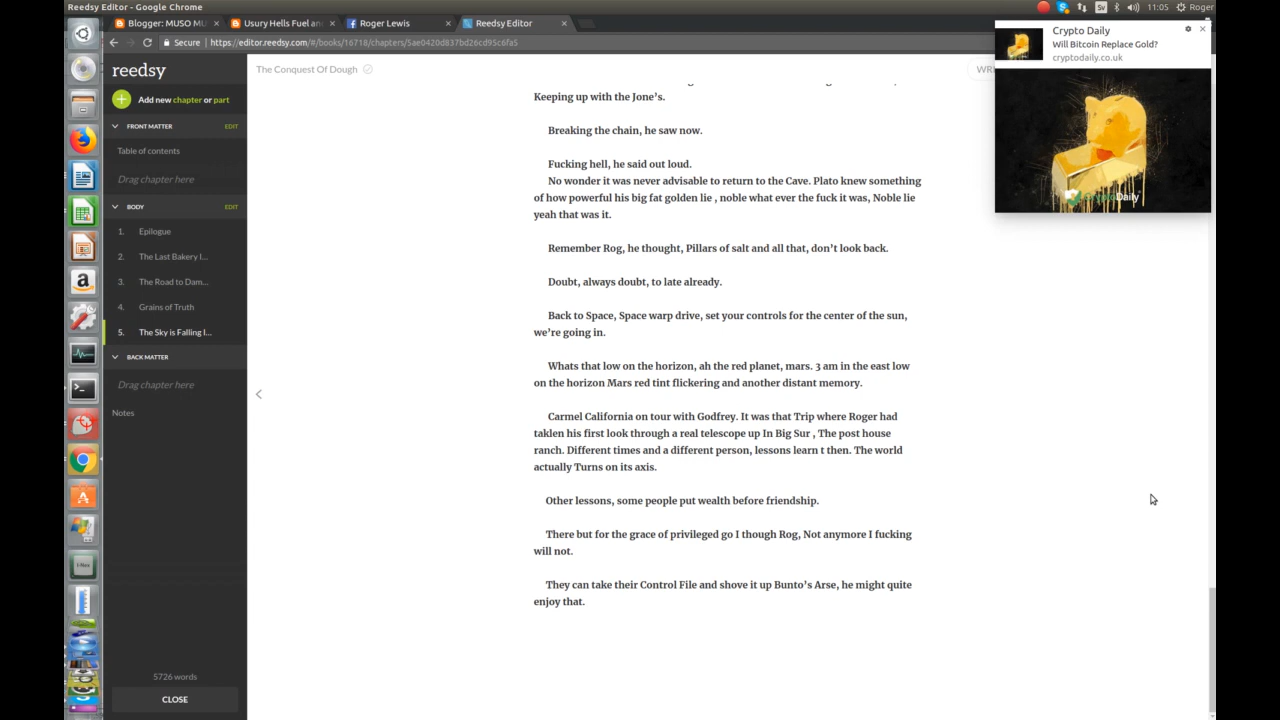 Reedsy Editor - Google Chrome
Sv
11:05
Roger
Blogger: MUSO MU
Usury Hells Fuel and
Roger Lewis
Reedsy Editor
Secure
https://editor.reedsy.com/#/books/16718/chapters/5ae0420d837bd26cd95c6fa5
Crypto Daily
Will Bitcoin Replace Gold?
cryptodaily.co.uk
CryptoDaily
reedsy
Add new chapter or part
FRONT MATTER
EDIT
Table of contents
Drag chapter here
BODY
EDIT
1. Epilogue
2. The Last Bakery I...
3. The Road to Dam...
4. Grains of Truth
5. The Sky is Falling I...
BACK MATTER
Drag chapter here
Notes
5726 words
CLOSE
The Conquest Of Dough
WRI
Keeping up with the Jone's.
Breaking the chain, he saw now.
Fucking hell, he said out loud.
No wonder it was never advisable to return to the Cave. Plato knew something
of how powerful his big fat golden lie , noble what ever the fuck it was, Noble lie
yeah that was it.
Remember Rog, he thought, Pillars of salt and all that, don't look back.
Doubt, always doubt, to late already.
Back to Space, Space warp drive, set your controls for the center of the sun,
we're going in.
Whats that low on the horizon, ah the red planet, mars. 3 am in the east low
on the horizon Mars red tint flickering and another distant memory.
Carmel California on tour with Godfrey. It was that Trip where Roger had
taklen his first look through a real telescope up In Big Sur , The post house
ranch. Different times and a different person, lessons learn t then. The world
actually Turns on its axis.
Other lessons, some people put wealth before friendship.
There but for the grace of privileged go I though Rog, Not anymore I fucking
will not.
They can take their Control File and shove it up Bunto's Arse, he might quite
enjoy that.